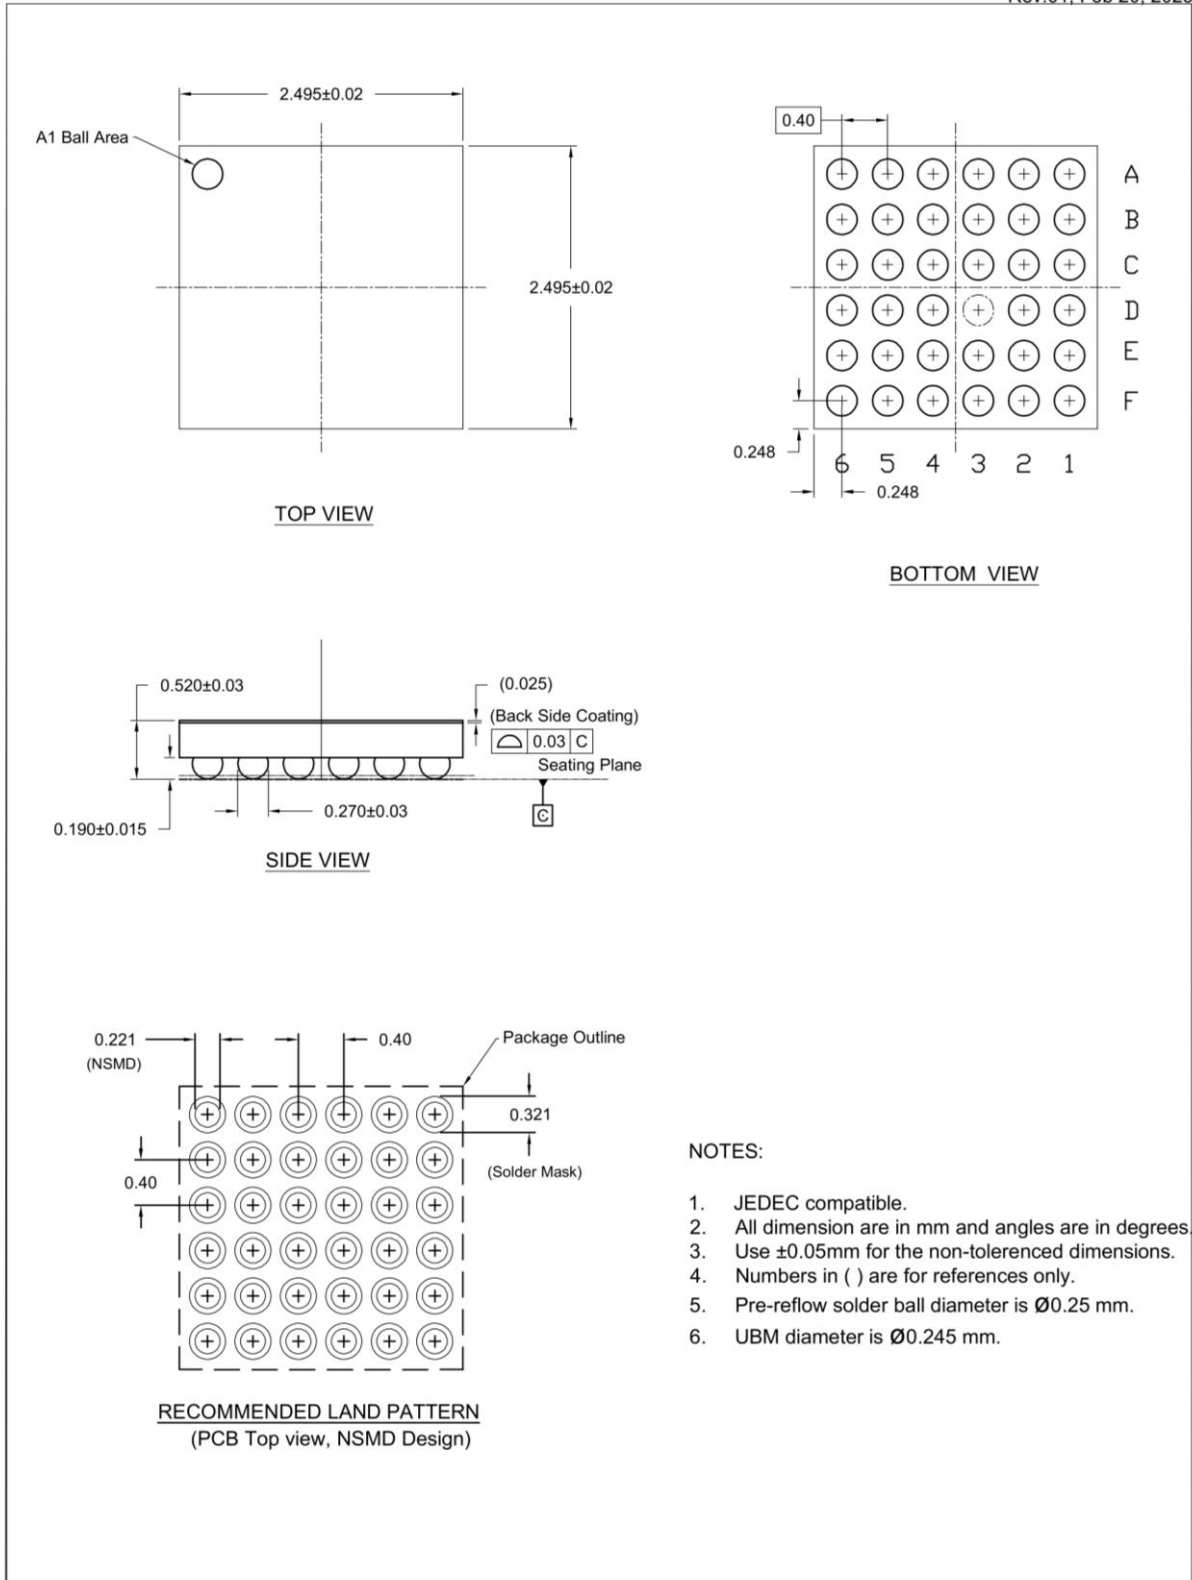 2.495±0.02
A1 Ball Area
2.495±0.02
TOP VIEW
0.40
A
B
C
D
E
F
0.248
6 5 4 3 2 1
0.248
BOTTOM VIEW
0.520±0.03
(0.025)
(Back Side Coating)
0.03 C
Seating Plane
0.270±0.03
C
0.190±0.015
SIDE VIEW
0.221
(NSMD)
0.40
Package Outline
0.321
(Solder Mask)
0.40
RECOMMENDED LAND PATTERN
(PCB Top view, NSMD Design)
NOTES:
1. JEDEC compatible.
2. All dimension are in mm and angles are in degrees.
3. Use ±0.05mm for the non-tolerenced dimensions.
4. Numbers in ( ) are for references only.
5. Pre-reflow solder ball diameter is Ø0.25 mm.
6. UBM diameter is Ø0.245 mm.